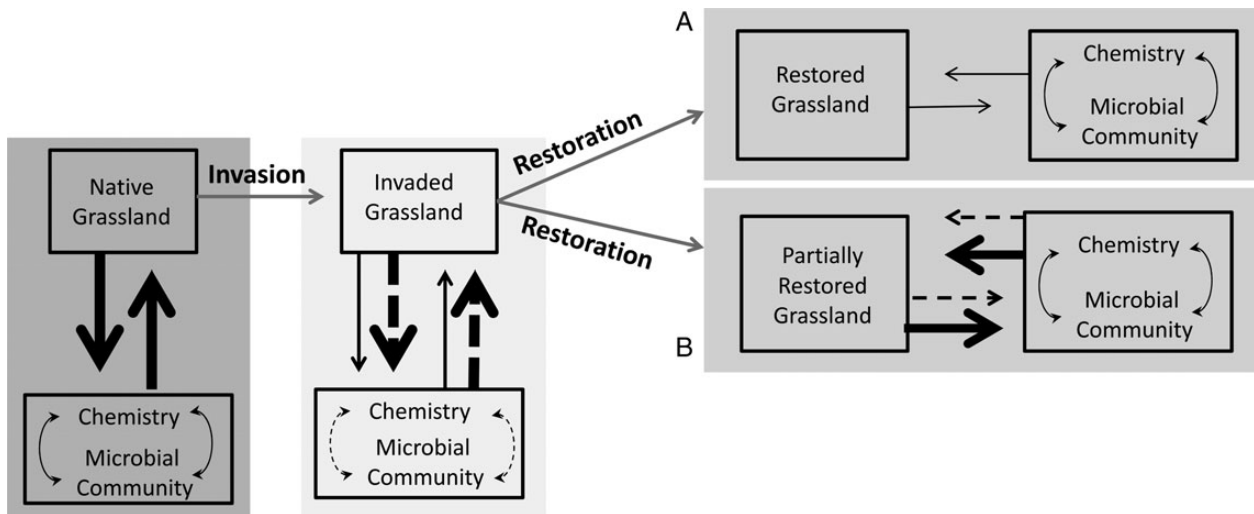 Native
Grassland
Chemistry
Microbial
Community
Invasion
Invaded
Grassland
Chemistry
Microbial
Community
Restoration
Restoration
A
Restored
Grassland
Chemistry
Microbial
Community
B
Partially
Restored
Grassland
Chemistry
Microbial
Community